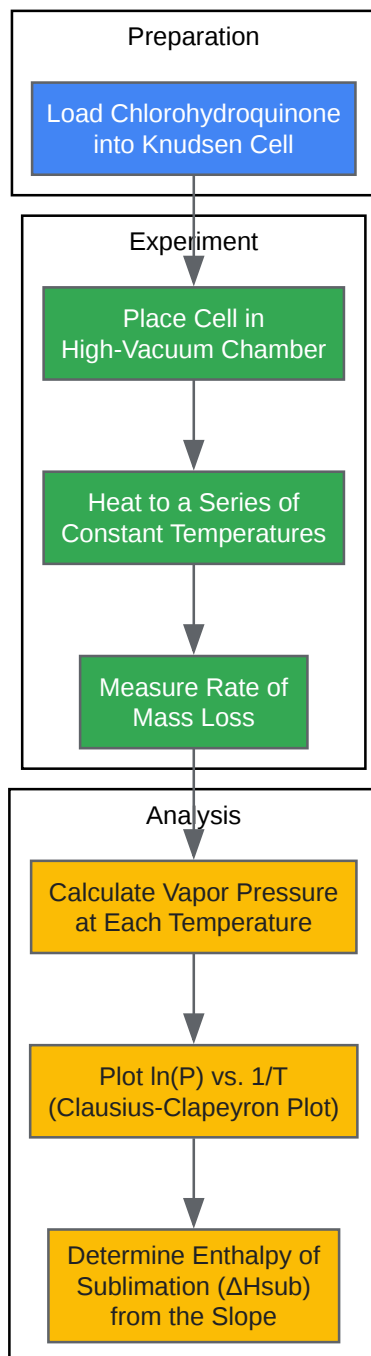 Preparation
Load Chlorohydroquinone
into Knudsen Cell
Experiment
Place Cell in
High-Vacuum Chamber
Heat to a Series of
Constant Temperatures
Measure Rate of
Mass Loss
Analysis
Calculate Vapor Pressure
at Each Temperature
Plot ln(P) vs. 1/T
(Clausius-Clapeyron Plot)
Determine Enthalpy of
Sublimation (ΔHsub)
from the Slope